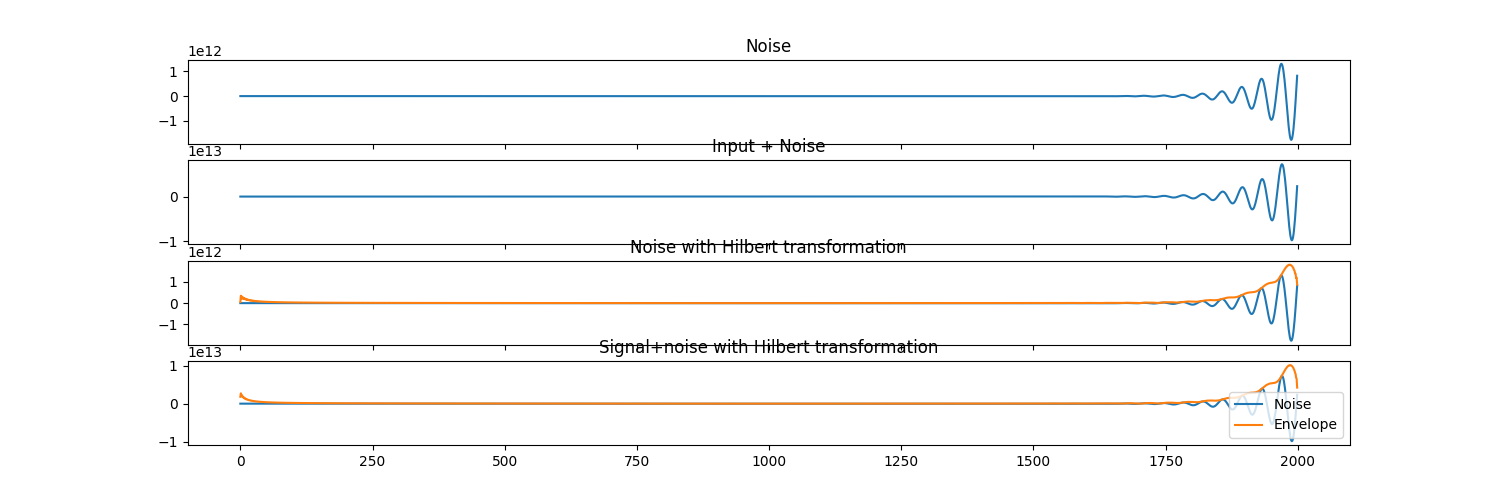 Noise
1e12
1
0
−1
Input + Noise
1e13
0
−1
Noise with Hilbert transformation
1e12
1
0
−1
Signal+noise with Hilbert transformation
1e13
1
0
−1
Noise
Envelope
0 250 500 750 1000 1250 1500 1750 2000